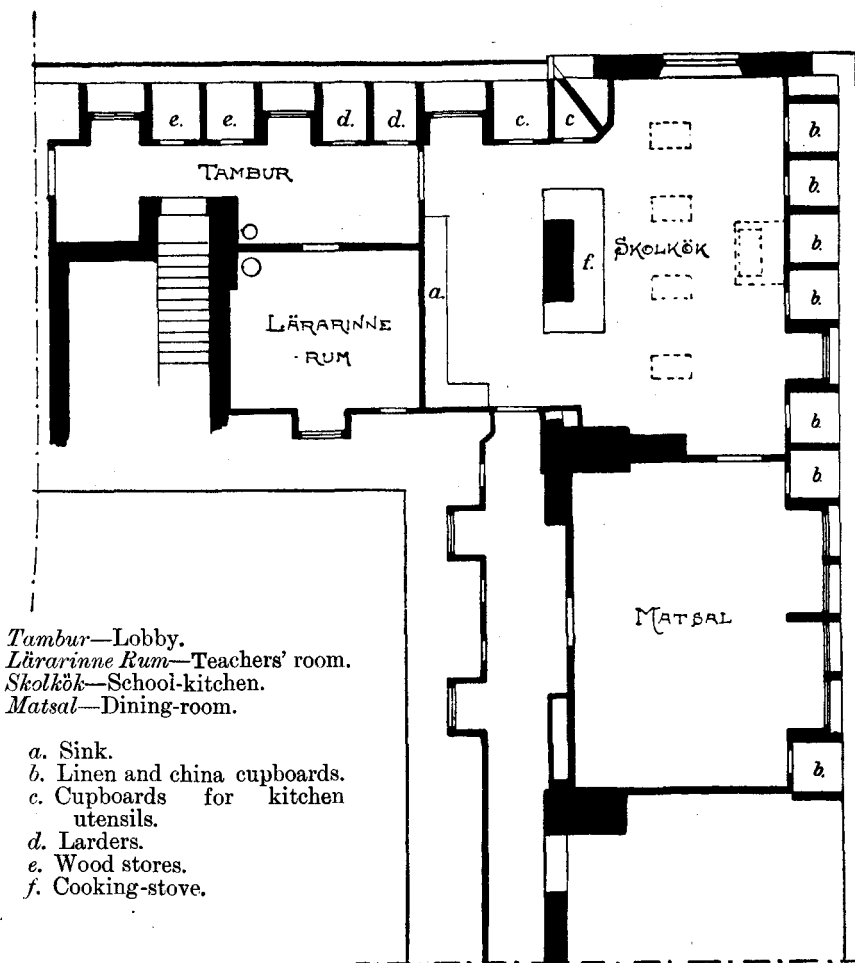 e. e. d. d. c. c b.
TAMBUR
b.
b.
f. SKOLKÖK
a.
b.
LÄRARINNE
-RUM
b.
b.
MATSAL
b.
Tambur—Lobby.
Lärarinne Rum—Teachers' room.
Skolkök—School-kitchen.
Matsal—Dining-room.
a. Sink.
b. Linen and china cupboards.
c. Cupboards for kitchen
utensils.
d. Larders.
e. Wood stores.
f. Cooking-stove.